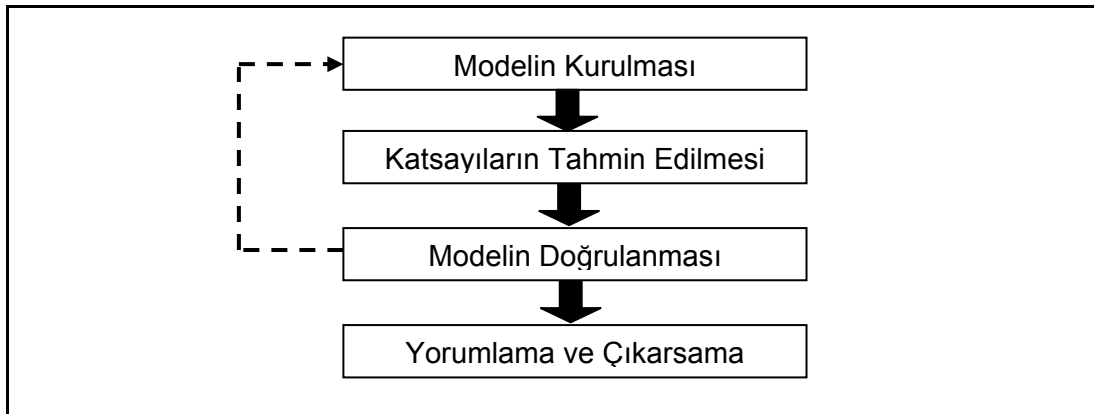 Modelin Kurulması
Katsayıların Tahmin Edilmesi
Modelin Doğrulanması
Yorumlama ve Çıkarsama